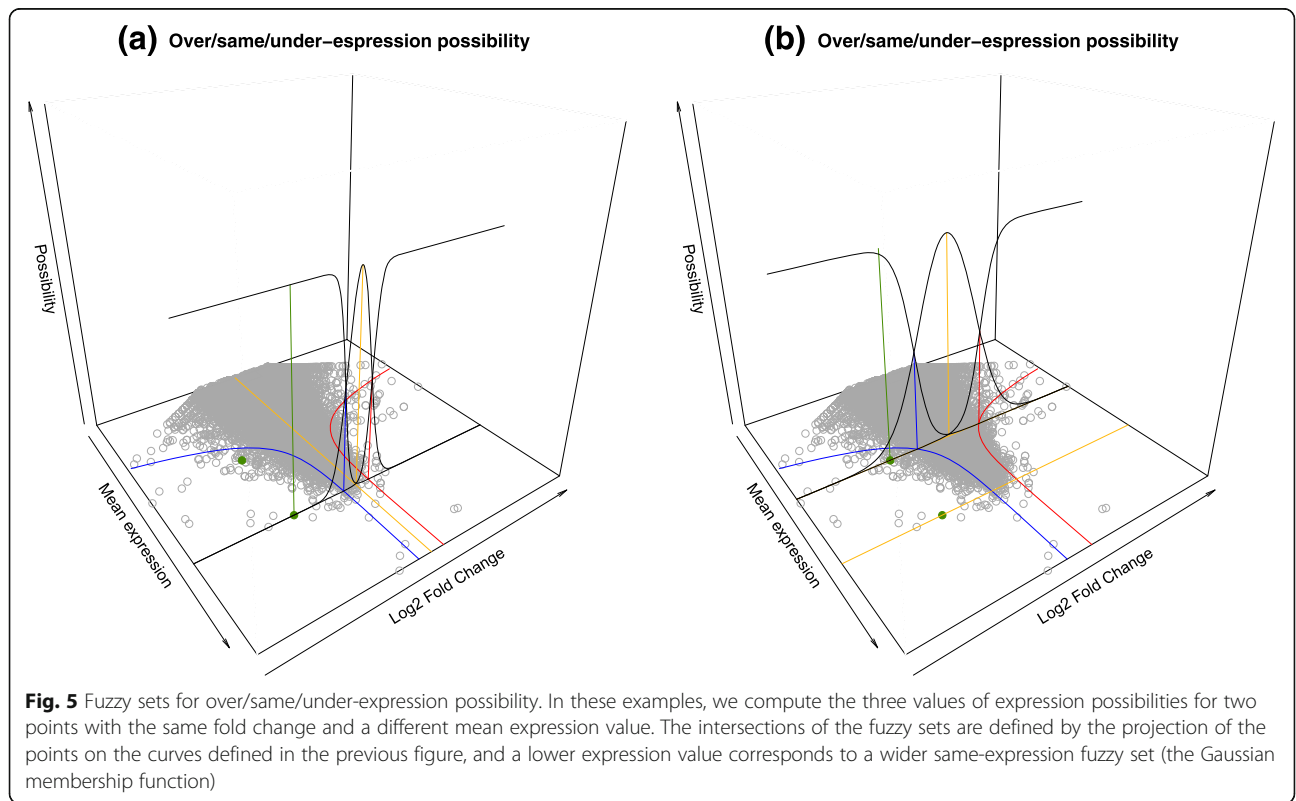 (a) Over/same/under−espression possibility
Possibility
Mean expression
Log2 Fold Change
(b) Over/same/under−espression possibility
Possibility
Mean expression
Log2 Fold Change
Fig. 5 Fuzzy sets for over/same/under-expression possibility. In these examples, we compute the three values of expression possibilities for two
points with the same fold change and a different mean expression value. The intersections of the fuzzy sets are defined by the projection of the
points on the curves defined in the previous figure, and a lower expression value corresponds to a wider same-expression fuzzy set (the Gaussian
membership function)